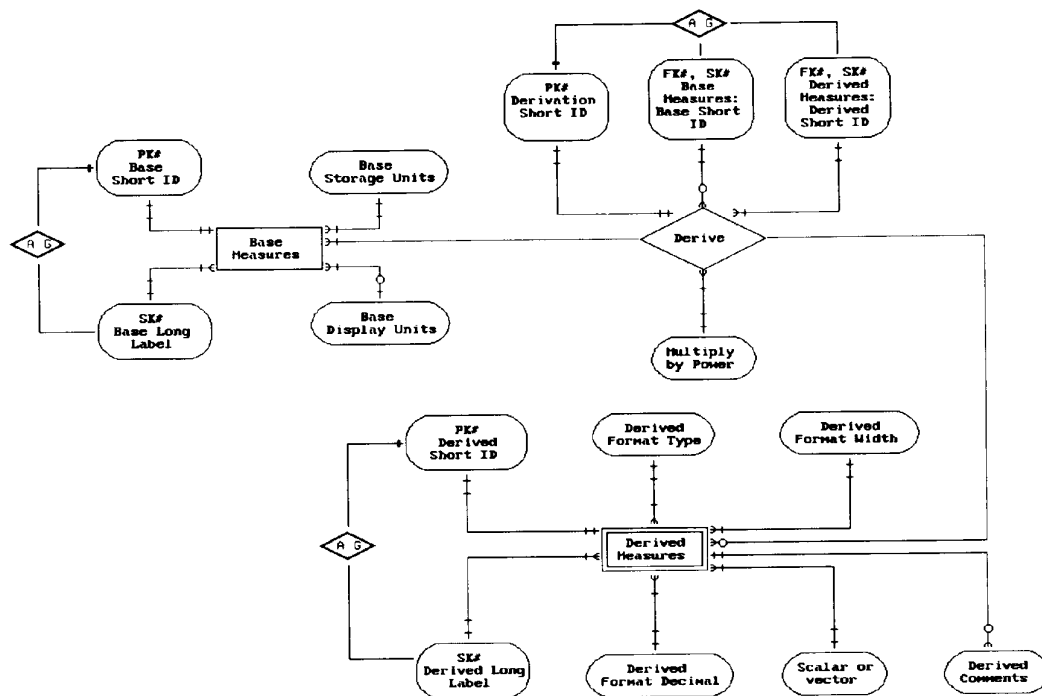 A G
PK#
Derivation
Short ID
FK#, SK#
Base
Measures:
Base Short
ID
FK#, SK#
Derived
Measures:
Derived
Short ID
PK#
Base
Short ID
Base
Storage Units
A G
Base
Measures
Derive
SK#
Base Long
Label
Base
Display Units
Multiply
by Power
PK#
Derived
Short ID
Derived
Format Type
Derived
Format Width
A G
Derived
Measures
SK#
Derived Long
Label
Derived
Format Decimal
Scalar or
vector
Derived
Comments